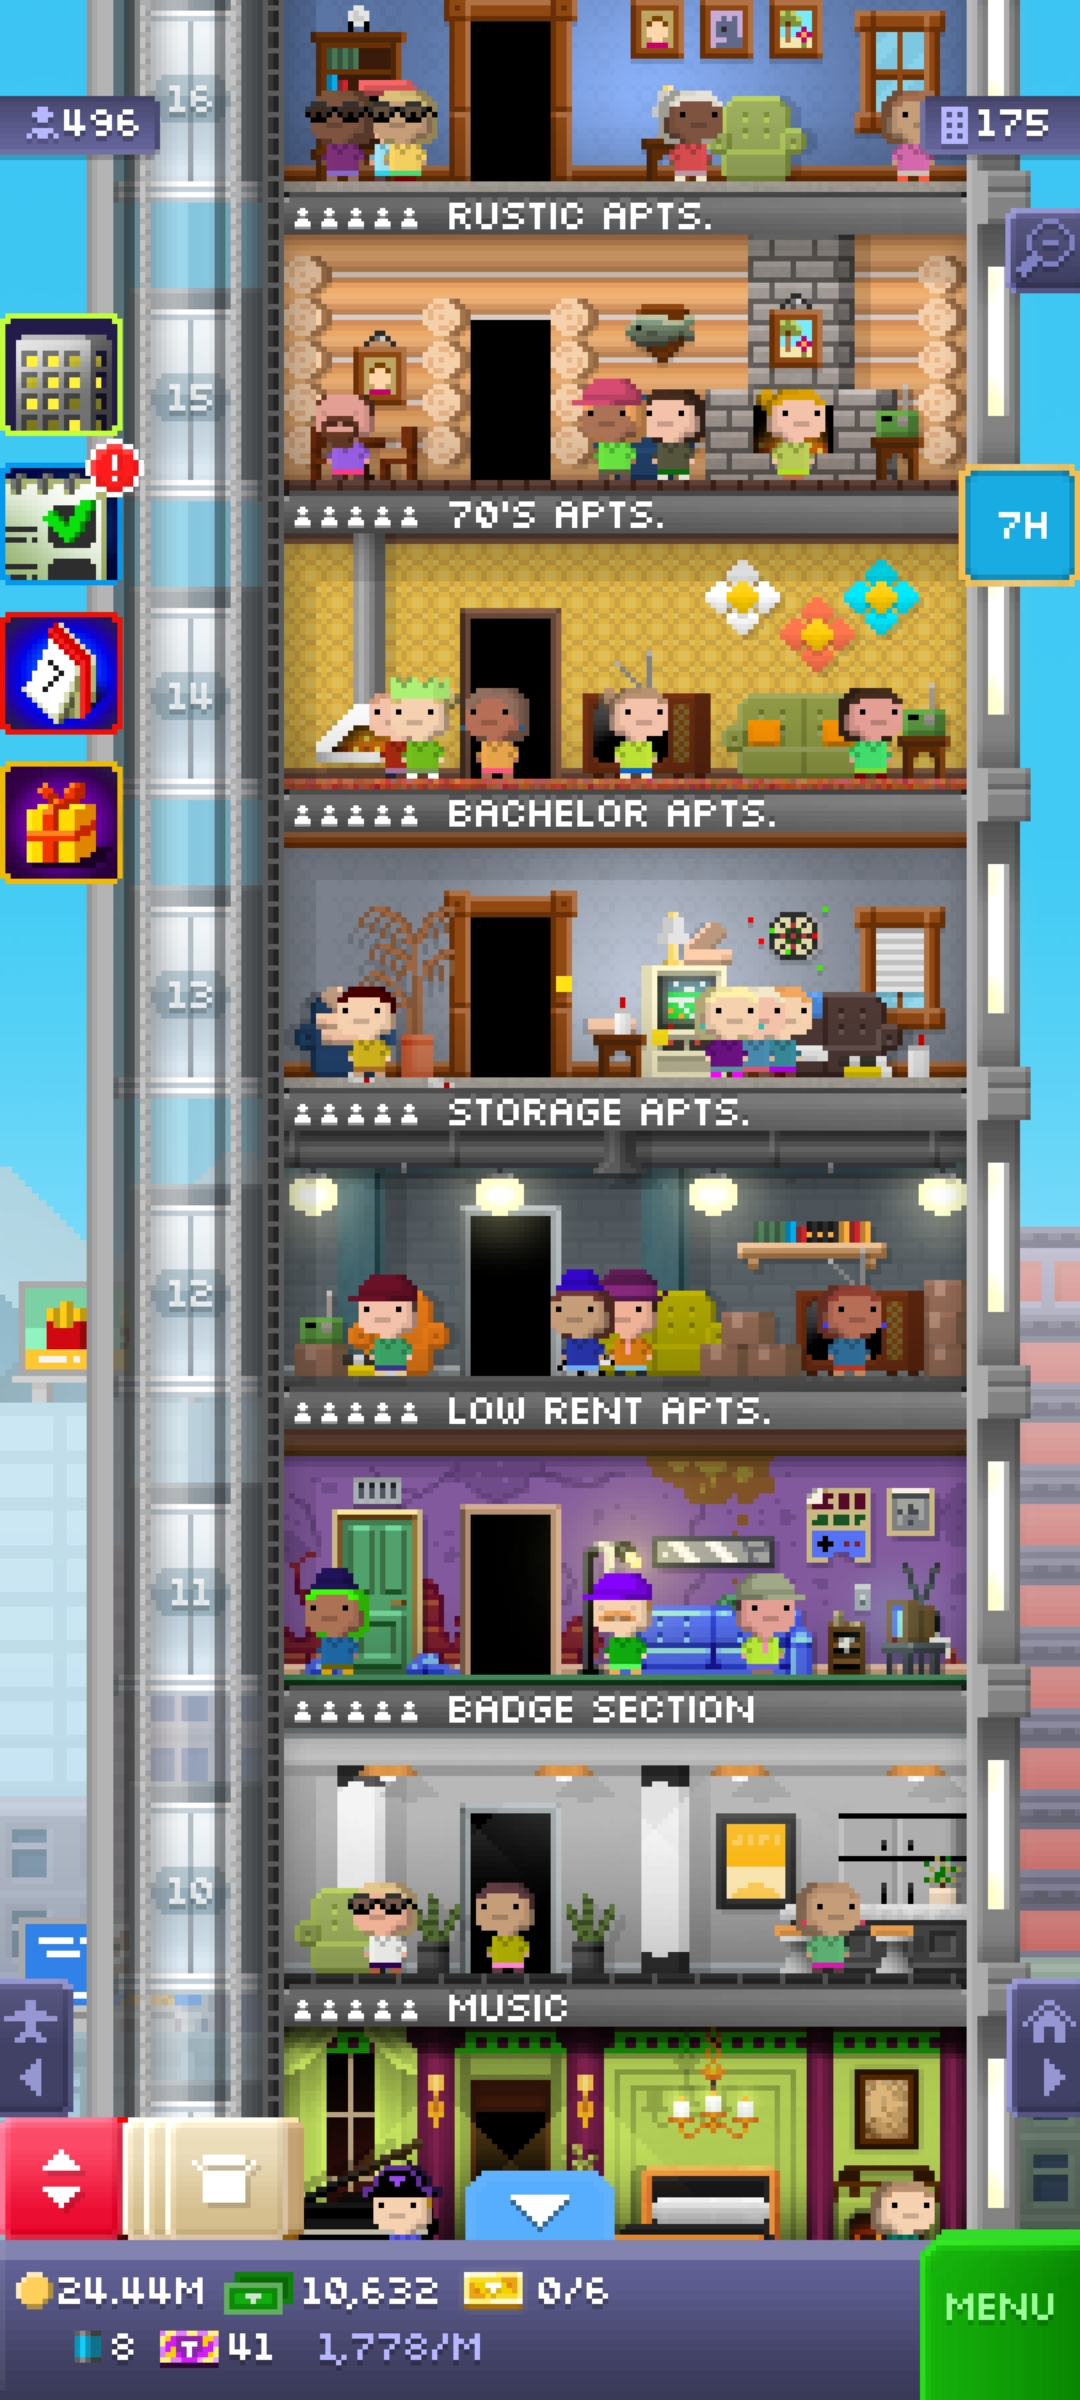 16
496
175
RUSTIC APTS.
15
70'S APTS.
7H
14
BACHELOR APTS.
13
STORAGE APTS.
12
LOW RENT APTS.
11
BADGE SECTION
10
MUSIC
24.44M 10,632 0/6
8 41 1,778/M
MENU